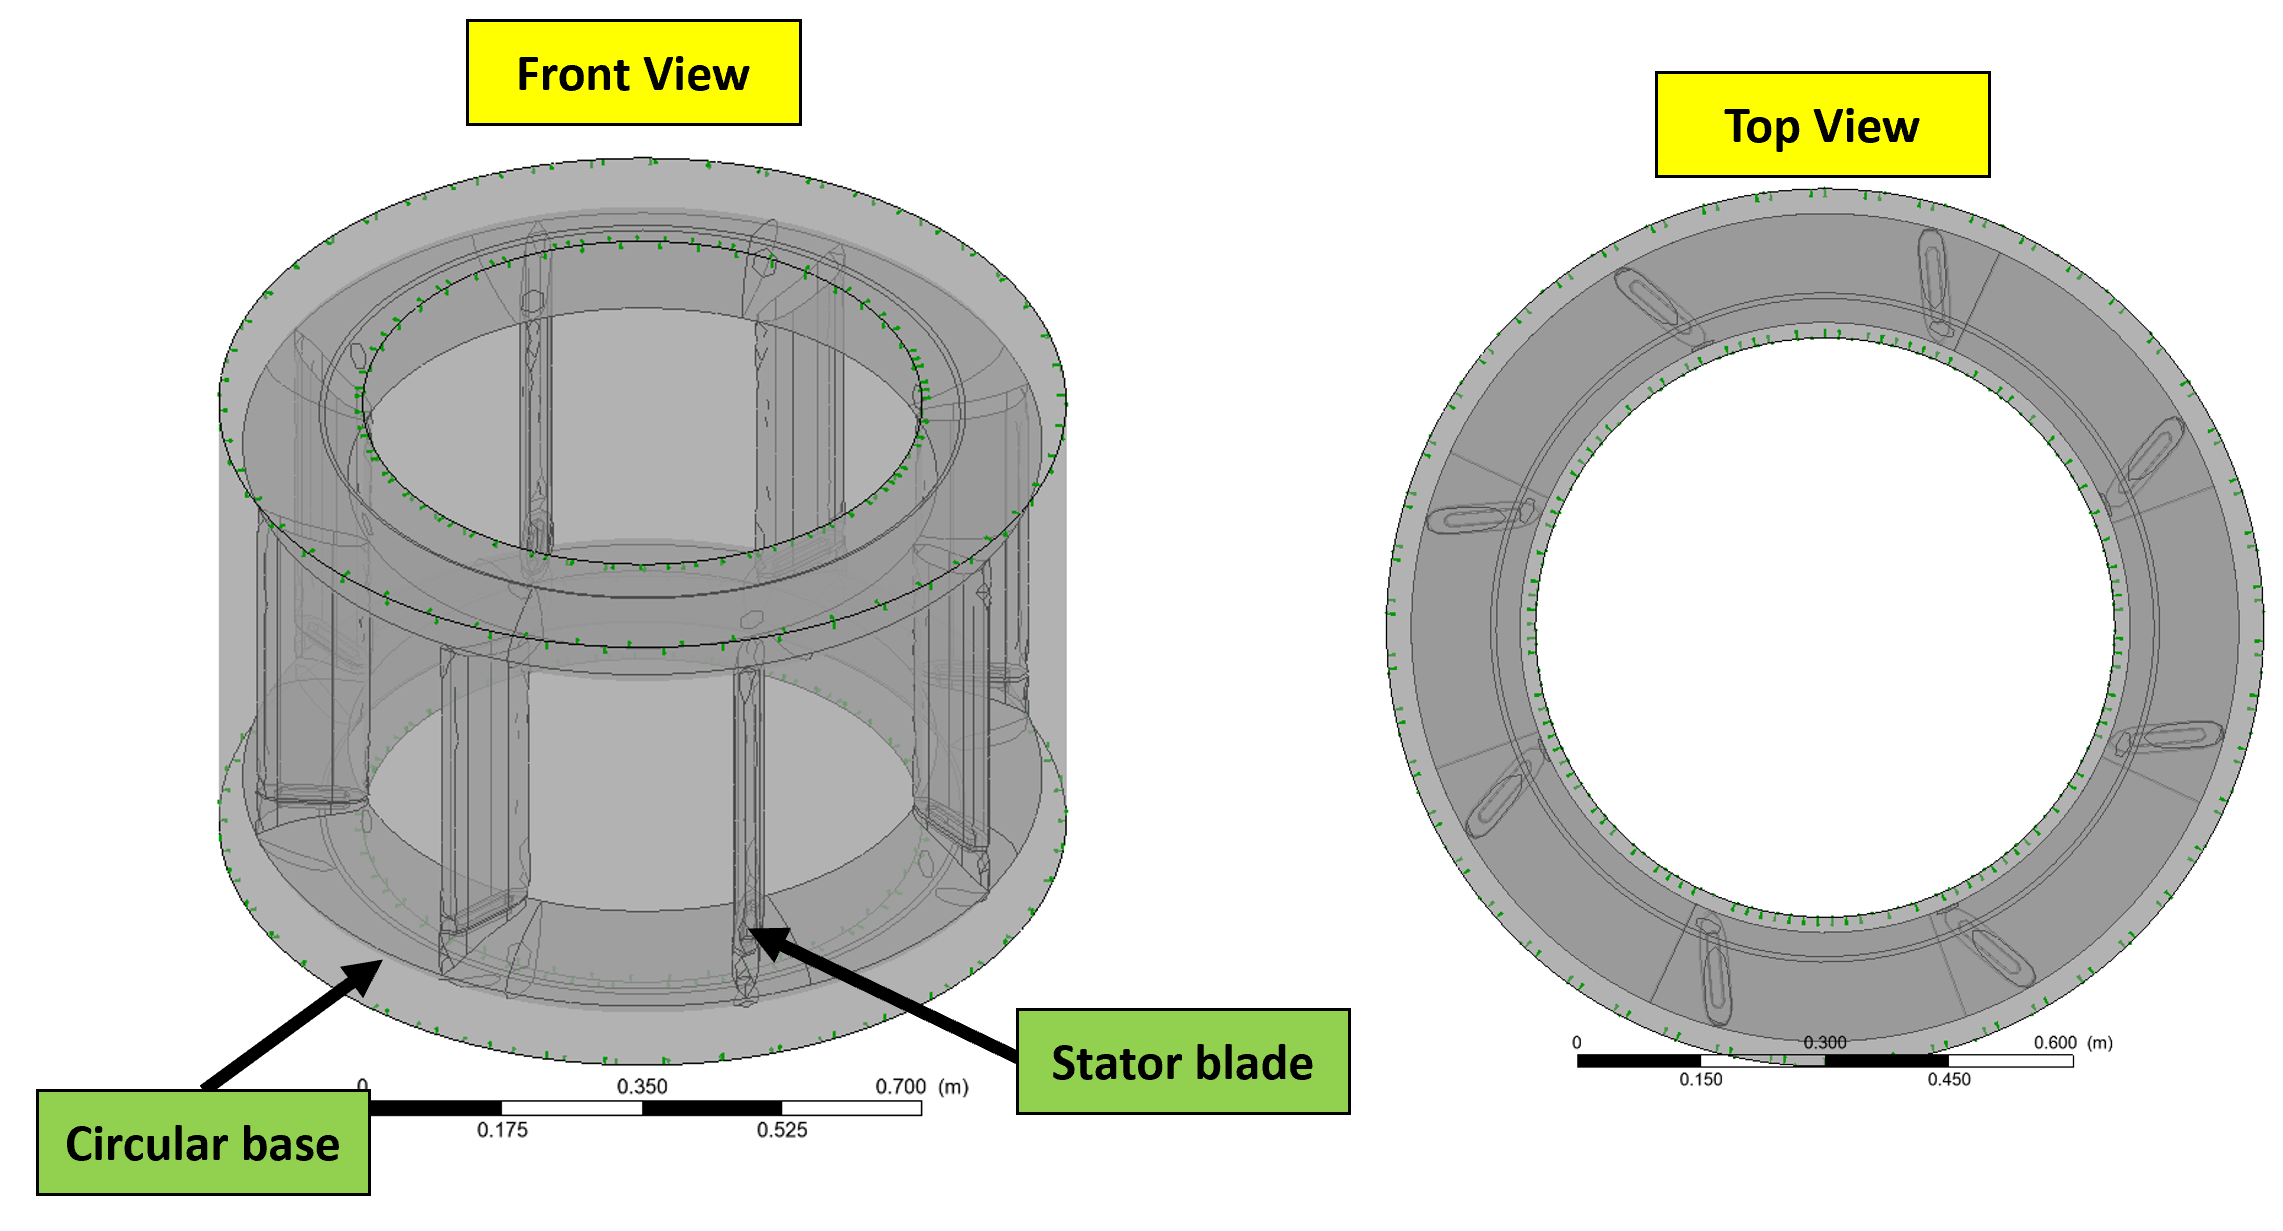 Front View
Top View
Stator blade
Circular base
0 0.350 0.700 (m)
0.175 0.525
0 0.300 0.600 (m)
0.150 0.450